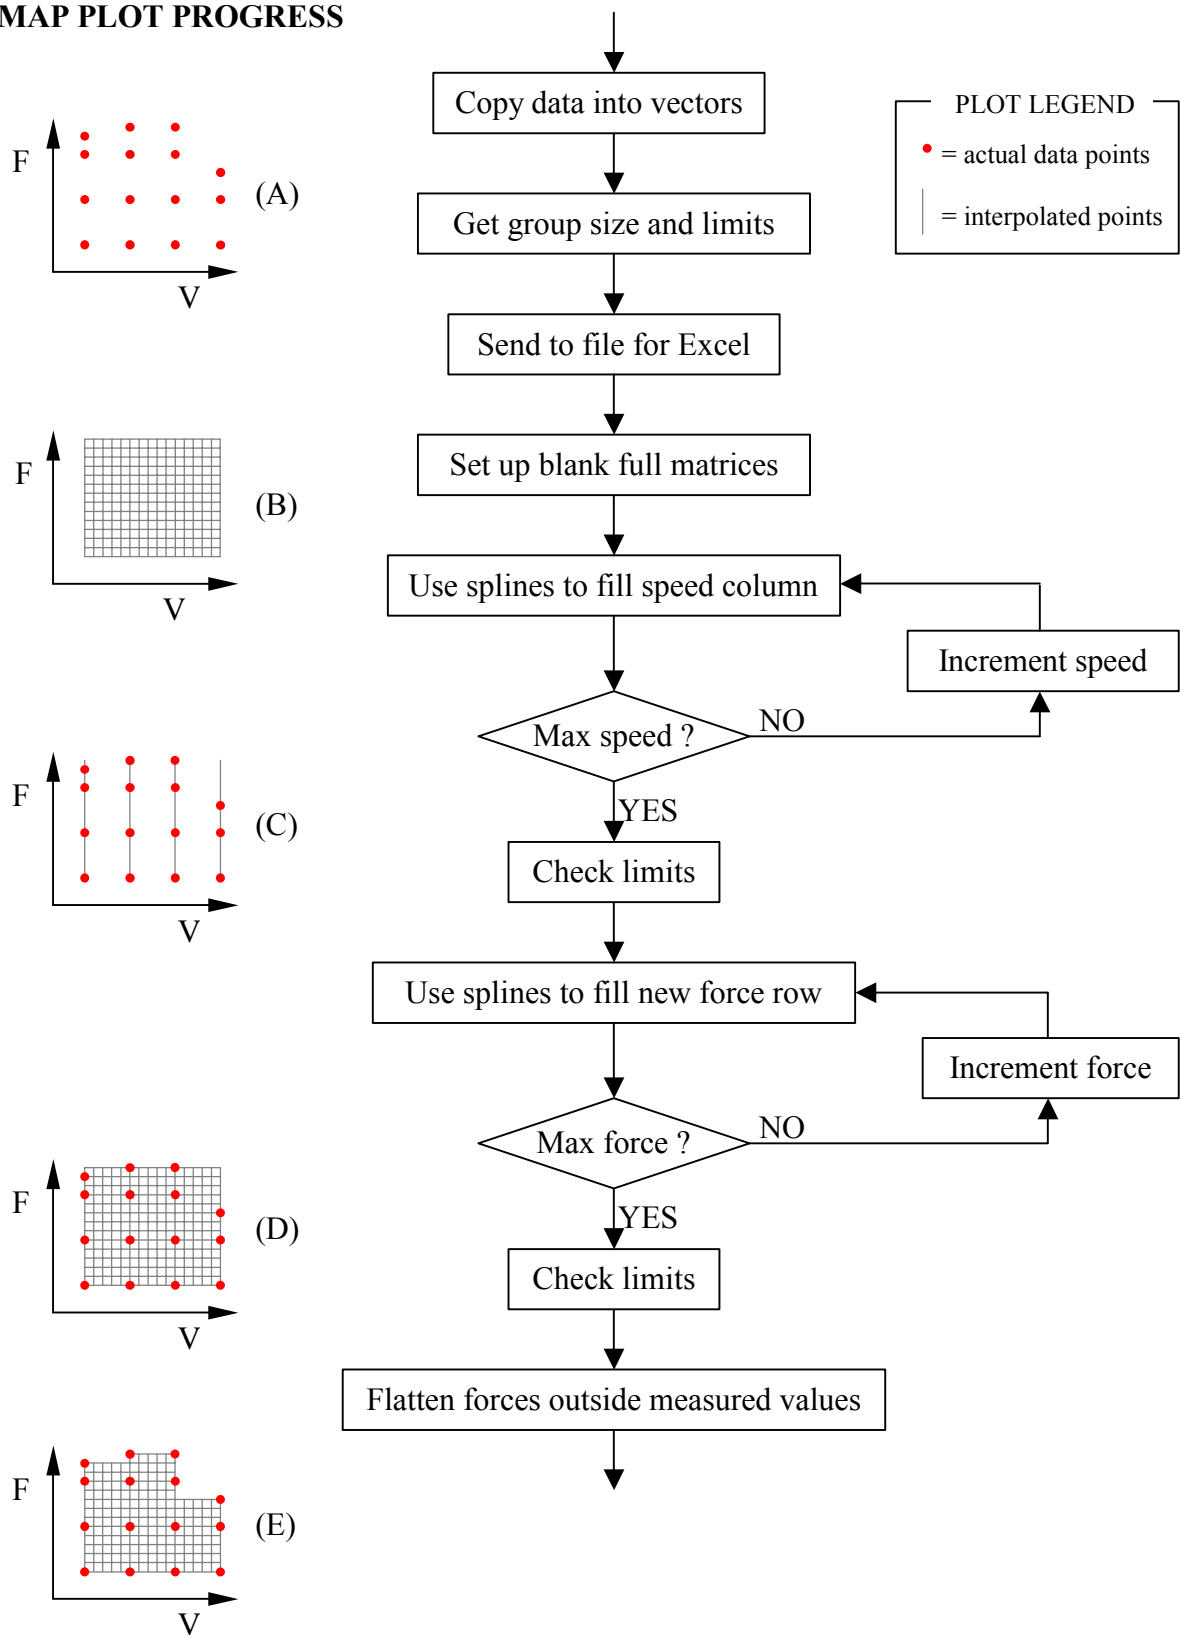 MAP PLOT PROGRESS
Copy data into vectors
PLOT LEGEND
= actual data points
= interpolated points
F
(A)
V
Get group size and limits
Send to file for Excel
Set up blank full matrices
F
(B)
V
Use splines to fill speed column
Increment speed
Max speed ?
NO
YES
F
(C)
V
Check limits
Use splines to fill new force row
Increment force
Max force ?
NO
YES
F
(D)
V
Check limits
Flatten forces outside measured values
F
(E)
V